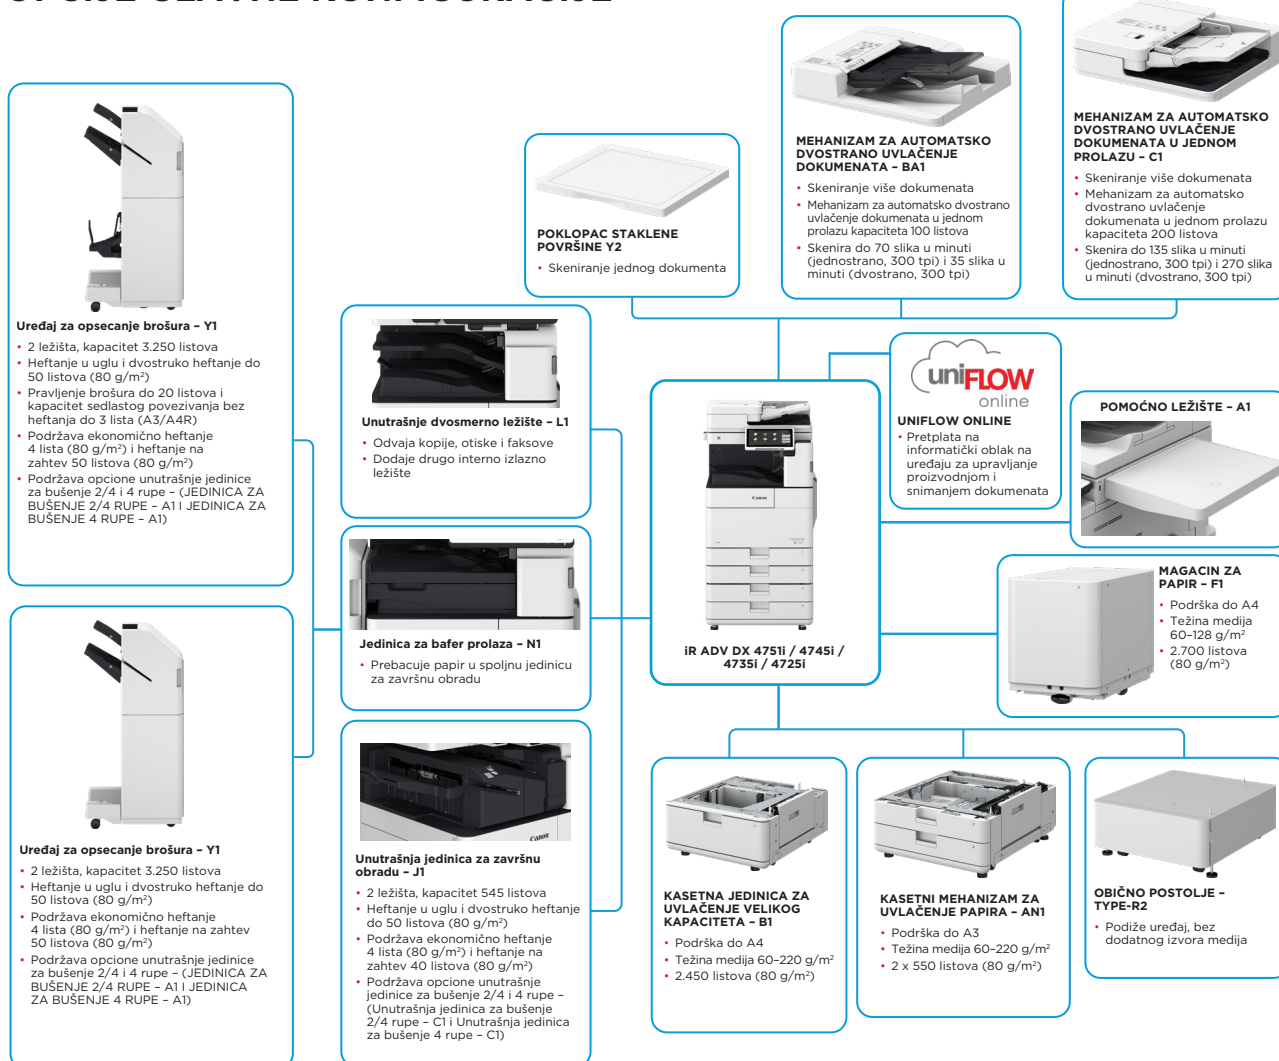 Uređaj za opsecanje brošura – Y1
• 2 ležišta, kapacitet 3.250 listova
• Heftanje u uglu i dvostruko heftanje do
50 listova (80 g/m²)
• Pravljenje brošura do 20 listova i
kapacitet sedlastog povezivanja bez
heftanja do 3 lista (A3/A4R)
• Podržava ekonomično heftanje
4 lista (80 g/m²) i heftanje na
zahtev 50 listova (80 g/m²)
• Podržava opcione unutrašnje jedinice
za bušenje 2/4 i 4 rupe – (JEDINICA ZA
BUŠENJE 2/4 RUPE – A1 I JEDINICA ZA
BUŠENJE 4 RUPE – A1)
Uređaj za opsecanje brošura – Y1
• 2 ležišta, kapacitet 3.250 listova
• Heftanje u uglu i dvostruko heftanje do
50 listova (80 g/m²)
• Podržava ekonomično heftanje
4 lista (80 g/m²) i heftanje na zahtev
50 listova (80 g/m²)
• Podržava opcione unutrašnje jedinice
za bušenje 2/4 i 4 rupe – (JEDINICA ZA
BUŠENJE 2/4 RUPE – A1 I JEDINICA
ZA BUŠENJE 4 RUPE – A1)
Unutrašnje dvosmerno ležište – L1
• Odvaja kopije, otiske i faksove
• Dodaje drugo interno izlazno
ležište
Jedinica za bafer prolaza – N1
• Prebacuje papir u spoljnu jedinicu
za završnu obradu
Canon
Unutrašnja jedinica za završnu
obradu – J1
• 2 ležišta, kapacitet 545 listova
• Heftanje u uglu i dvostruko heftanje
do 50 listova (80 g/m²)
• Podržava ekonomično heftanje
4 lista (80 g/m²) i heftanje na
zahtev 40 listova (80 g/m²)
• Podržava opcione unutrašnje
jedinice za bušenje 2/4 i 4 rupe –
(Unutrašnja jedinica za bušenje
2/4 rupe – C1 i Unutrašnja jedinica
za bušenje 4 rupe – C1)
POKLOPAC STAKLENE
POVRŠINE Y2
• Skeniranje jednog dokumenta
MEHANIZAM ZA AUTOMATSKO
DVOSTRANO UVLAČENJE
DOKUMENATA – BA1
• Skeniranje više dokumenata
• Mehanizam za automatsko dvostrano
uvlačenje dokumenata u jednom
prolazu kapaciteta 100 listova
• Skenira do 70 slika u minuti
(jednostrano, 300 tpi) i 35 slika u
minuti (dvostrano, 300 tpi)
MEHANIZAM ZA AUTOMATSKO
DVOSTRANO UVLAČENJE
DOKUMENATA U JEDNOM
PROLAZU – C1
• Skeniranje više dokumenata
• Mehanizam za automatsko
dvostrano uvlačenje
dokumenata u jednom prolazu
kapaciteta 200 listova
• Skenira do 135 slika u minuti
(jednostrano, 300 tpi) i 270 slika
u minuti (dvostrano, 300 tpi)
Canon
iR ADV DX 4751i / 4745i /
4735i / 4725i
uniFLOW
online
UNIFLOW ONLINE
• Pretplata na
informatički oblak na
uređaju za upravljanje
proizvodnjom i
snimanjem dokumenata
POMOĆNO LEŽIŠTE – A1
MAGACIN ZA
PAPIR – F1
• Podrška do A4
• Težina medija
60–128 g/m²
• 2.700 listova
(80 g/m²)
KASETNA JEDINICA ZA
UVLAČENJE VELIKOG
KAPACITETA – B1
• Podrška do A4
• Težina medija 60–220 g/m²
• 2.450 listova (80 g/m²)
KASETNI MEHANIZAM ZA
UVLAČENJE PAPIRA – AN1
• Podrška do A3
• Težina medija 60–220 g/m²
• 2 x 550 listova (80 g/m²)
OBIČNO POSTOLJE –
TYPE-R2
• Podiže uređaj, bez
dodatnog izvora medija